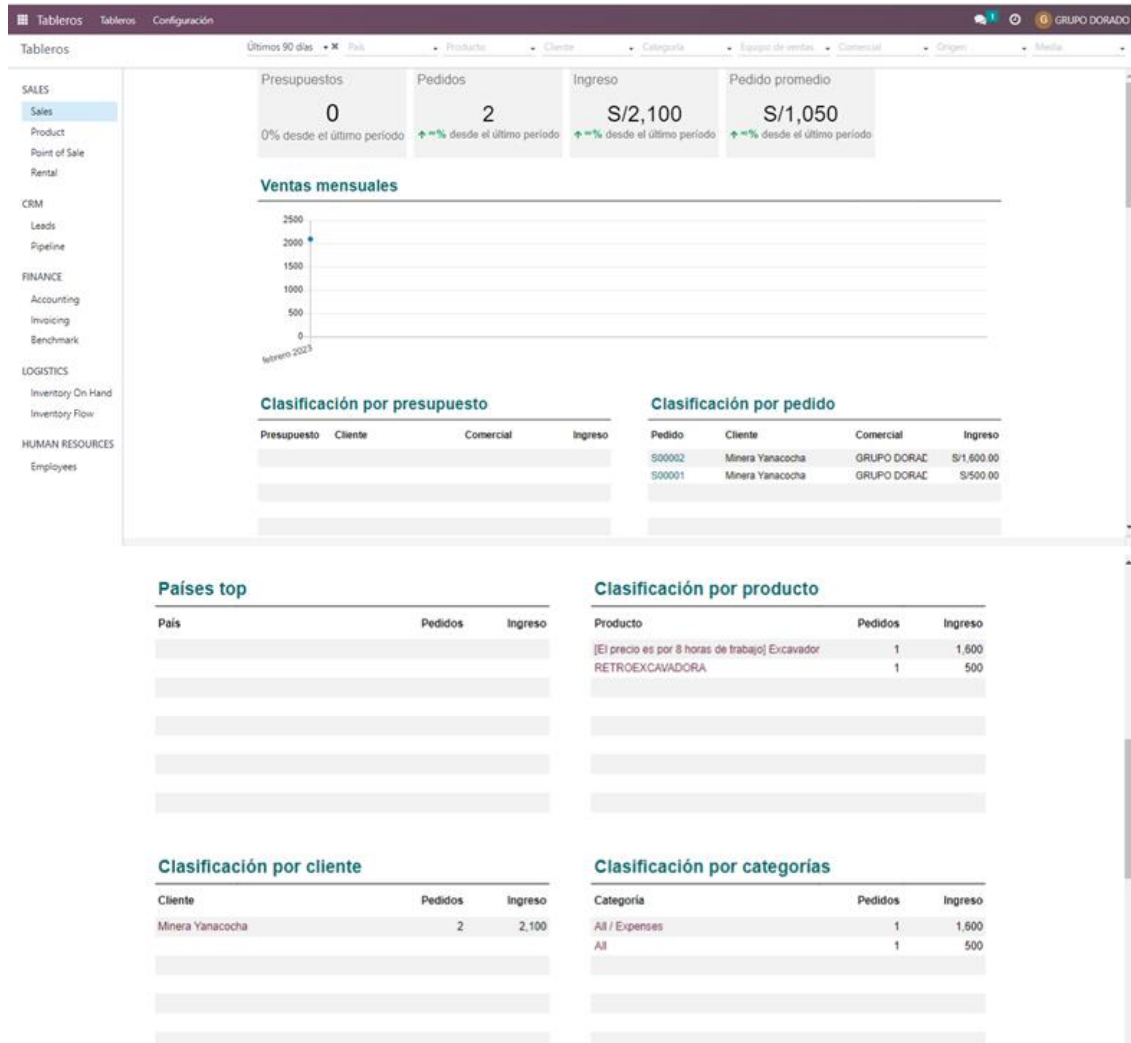 Tableros Tableros Configuración 1 G GRUPO DORADO
Tableros Últimos 90 días País Producto Cliente Categoría Equipo de ventas Comercial Origen Media
SALES
Sales
Product
Point of Sale
Rental
CRM
Leads
Pipeline
FINANCE
Accounting
Invoicing
Benchmark
LOGISTICS
Inventory On Hand
Inventory Flow
HUMAN RESOURCES
Employees
Presupuestos Pedidos Ingreso Pedido promedio
0 2 S/2,100 S/1,050
0% desde el último período ↑ ∞% desde el último período ↑ ∞% desde el último período ↑ ∞% desde el último período
Ventas mensuales
2500
2000
1500
1000
500
0
febrero 2023
Clasificación por presupuesto Clasificación por pedido
Presupuesto Cliente Comercial Ingreso Pedido Cliente Comercial Ingreso
S00002 Minera Yanacocha GRUPO DORAD S/1,600.00
S00001 Minera Yanacocha GRUPO DORAD S/500.00
Países top Clasificación por producto
País Pedidos Ingreso Producto Pedidos Ingreso
[El precio es por 8 horas de trabajo] Excavador 1 1,600
RETROEXCAVADORA 1 500
Clasificación por cliente Clasificación por categorías
Cliente Pedidos Ingreso Categoría Pedidos Ingreso
Minera Yanacocha 2 2,100 All / Expenses 1 1,600
All 1 500